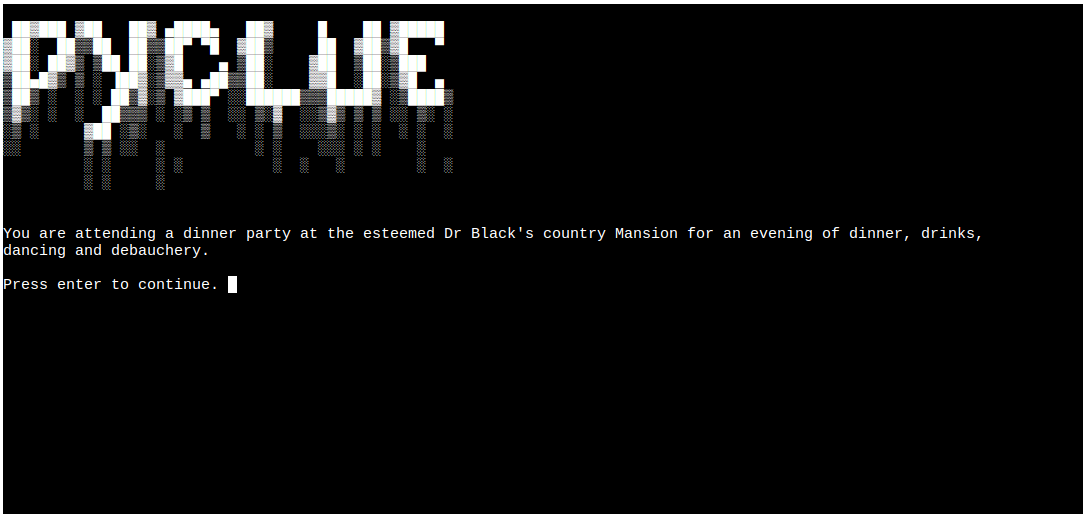 PYCLUE
You are attending a dinner party at the esteemed Dr Black's country Mansion for an evening of dinner, drinks,
dancing and debauchery.
Press enter to continue.